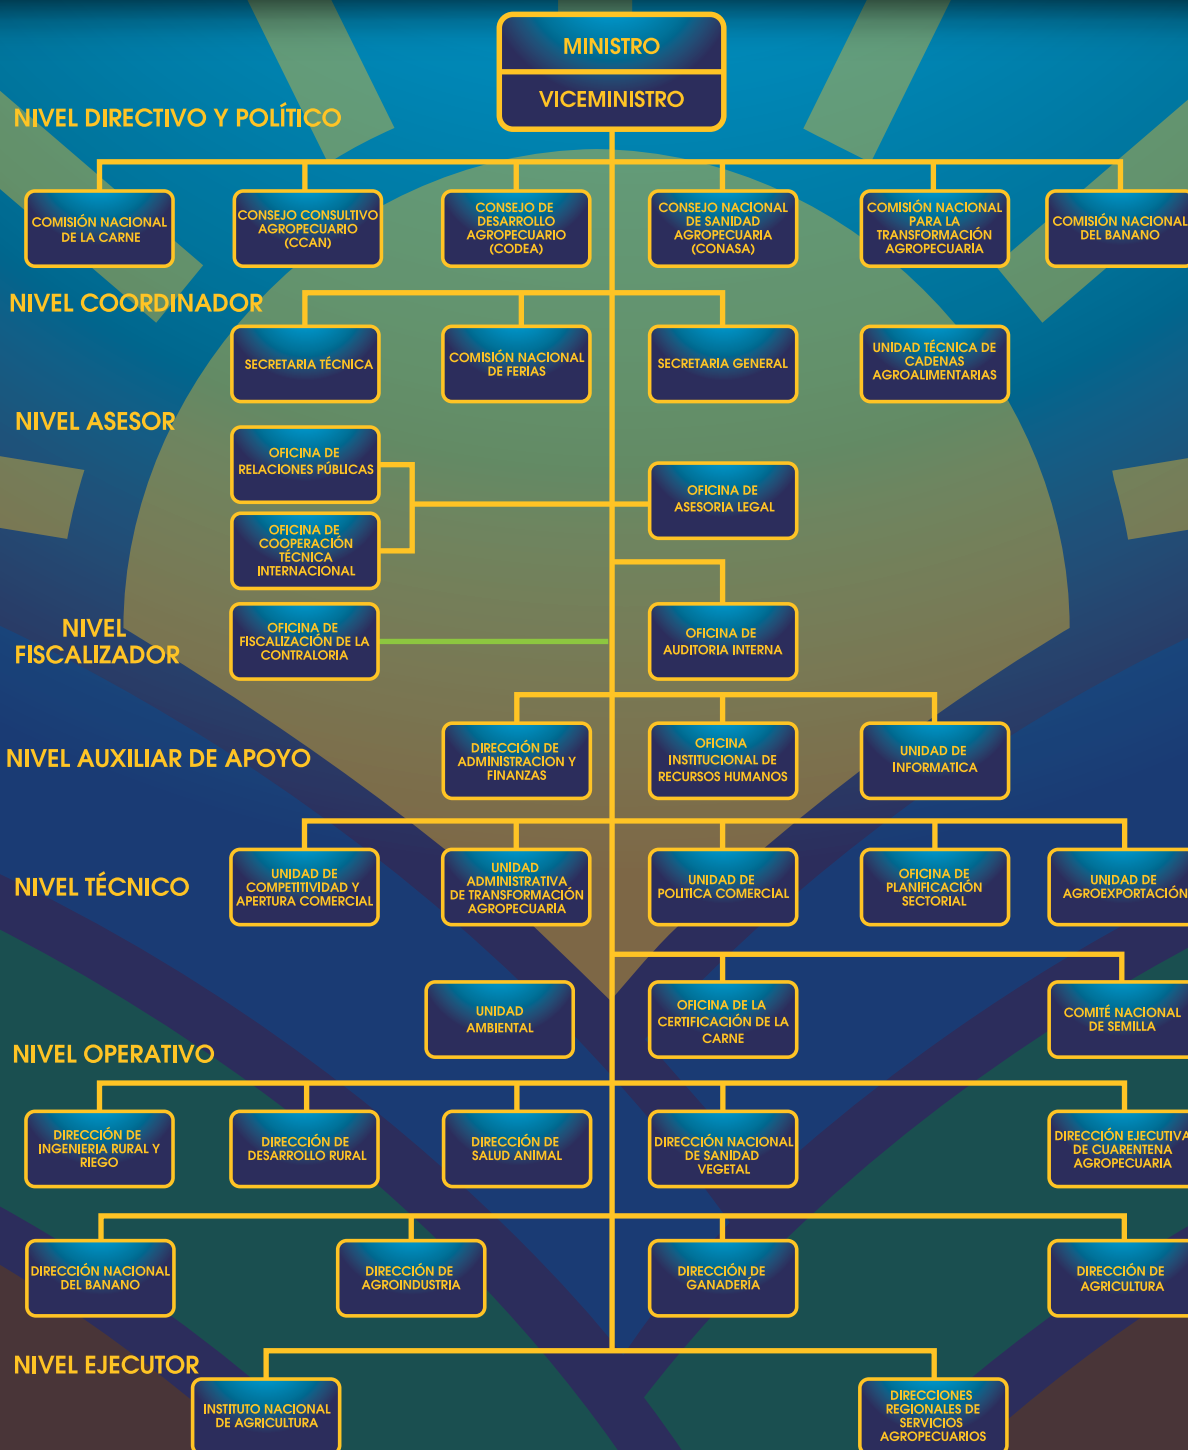 MINISTRO
VICEMINISTRO
NIVEL DIRECTIVO Y POLÍTICO
COMISIÓN NACIONAL
DE LA CARNE
CONSEJO CONSULTIVO
AGROPECUARIO
(CCAN)
CONSEJO DE
DESARROLLO
AGROPECUARIO
(CODEA)
CONSEJO NACIONAL
DE SANIDAD
AGROPECUARIA
(CONASA)
COMISIÓN NACIONAL
PARA LA
TRANSFORMACIÓN
AGROPECUARIA
COMISIÓN NACIONAL
DEL BANANO
NIVEL COORDINADOR
SECRETARIA TÉCNICA
COMISIÓN NACIONAL
DE FERIAS
SECRETARIA GENERAL
UNIDAD TÉCNICA DE
CADENAS
AGROALIMENTARIAS
NIVEL ASESOR
OFICINA DE
RELACIONES PÚBLICAS
OFICINA DE
ASESORIA LEGAL
OFICINA DE
COOPERACIÓN
TÉCNICA
INTERNACIONAL
NIVEL
FISCALIZADOR
OFICINA DE
FISCALIZACIÓN DE LA
CONTRALORIA
OFICINA DE
AUDITORIA INTERNA
NIVEL AUXILIAR DE APOYO
DIRECCIÓN DE
ADMINISTRACION Y
FINANZAS
OFICINA
INSTITUCIONAL DE
RECURSOS HUMANOS
UNIDAD DE
INFORMATICA
NIVEL TÉCNICO
UNIDAD DE
COMPETITIVIDAD Y
APERTURA COMERCIAL
UNIDAD
ADMINISTRATIVA
DE TRANSFORMACIÓN
AGROPECUARIA
UNIDAD DE
POLITICA COMERCIAL
OFICINA DE
PLANIFICACIÓN
SECTORIAL
UNIDAD DE
AGROEXPORTACIÓN
UNIDAD
AMBIENTAL
OFICINA DE LA
CERTIFICACIÓN DE LA
CARNE
COMITÉ NACIONAL
DE SEMILLA
NIVEL OPERATIVO
DIRECCIÓN DE
INGENIERIA RURAL Y
RIEGO
DIRECCIÓN DE
DESARROLLO RURAL
DIRECCIÓN DE
SALUD ANIMAL
DIRECCIÓN NACIONAL
DE SANIDAD
VEGETAL
DIRECCIÓN EJECUTIVA
DE CUARENTENA
AGROPECUARIA
DIRECCIÓN NACIONAL
DEL BANANO
DIRECCIÓN DE
AGROINDUSTRIA
DIRECCIÓN DE
GANADERÍA
DIRECCIÓN DE
AGRICULTURA
NIVEL EJECUTOR
INSTITUTO NACIONAL
DE AGRICULTURA
DIRECCIONES
REGIONALES DE
SERVICIOS
AGROPECUARIOS